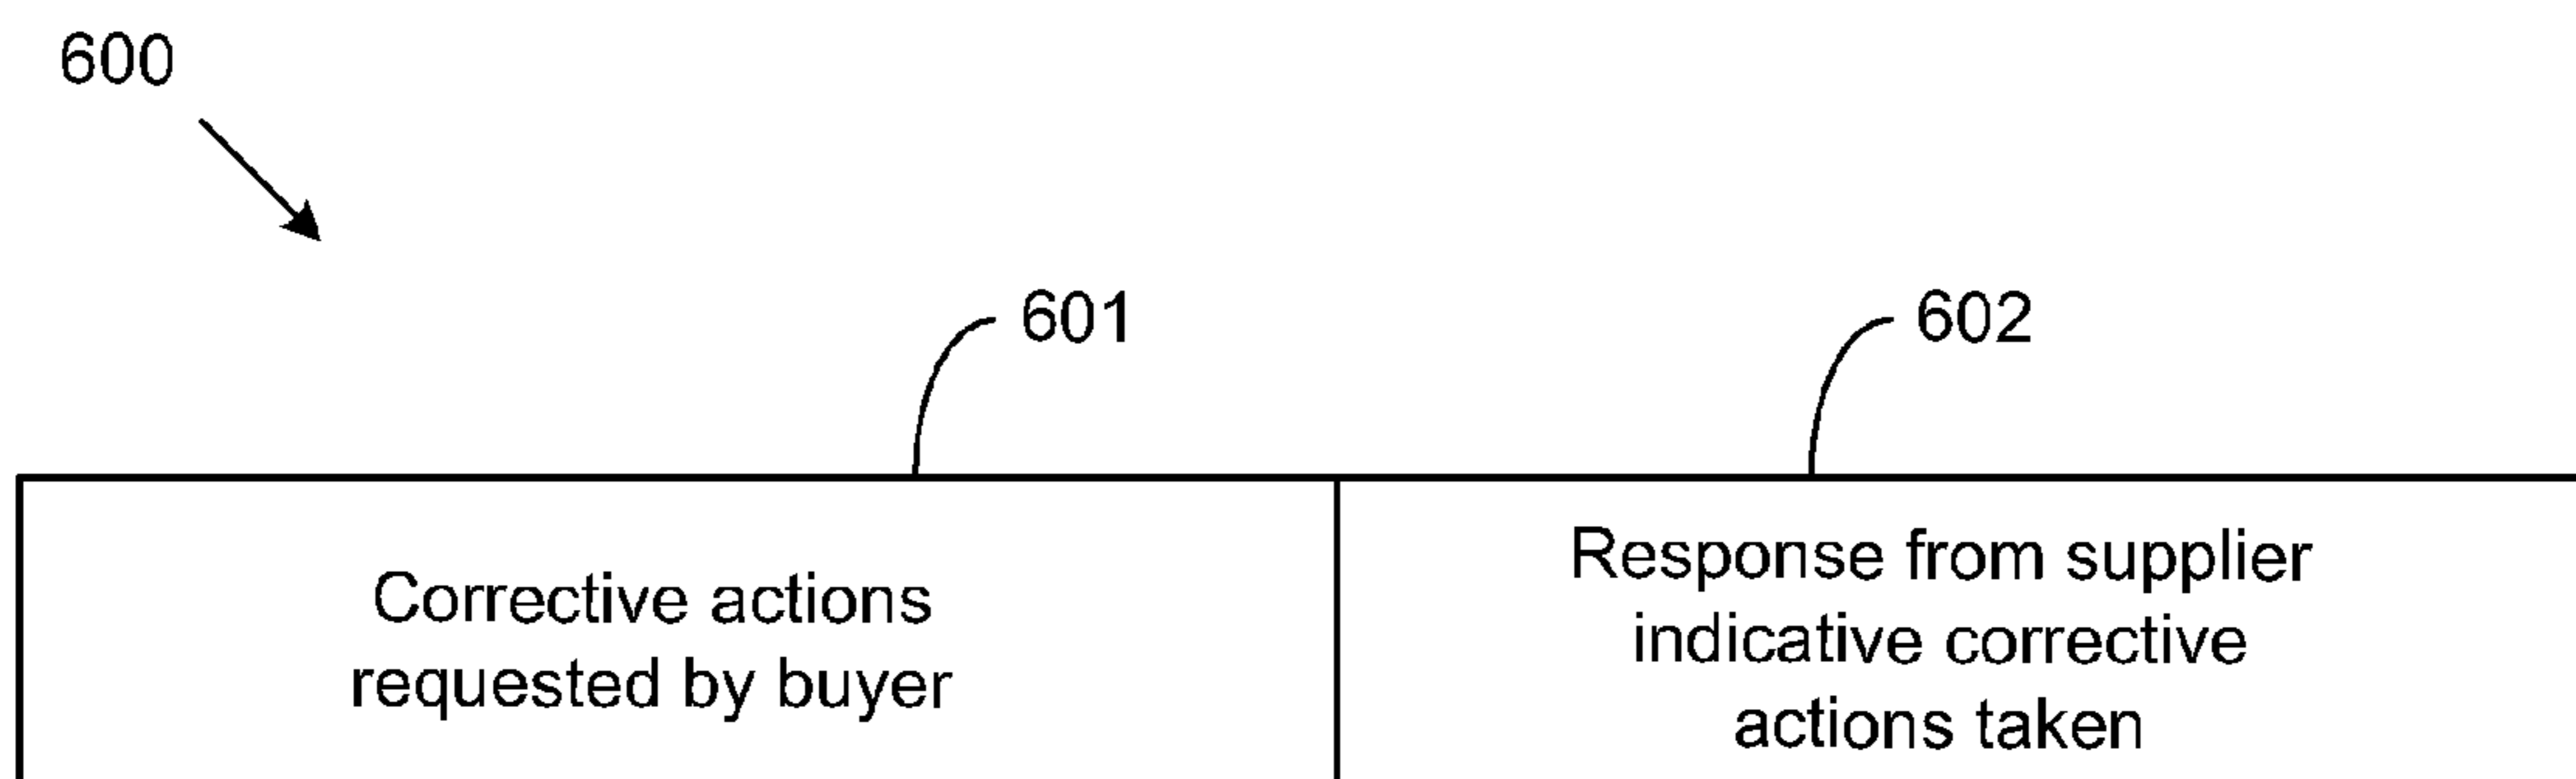 600
601
602
Corrective actions
requested by buyer
Response from supplier
indicative corrective
actions taken